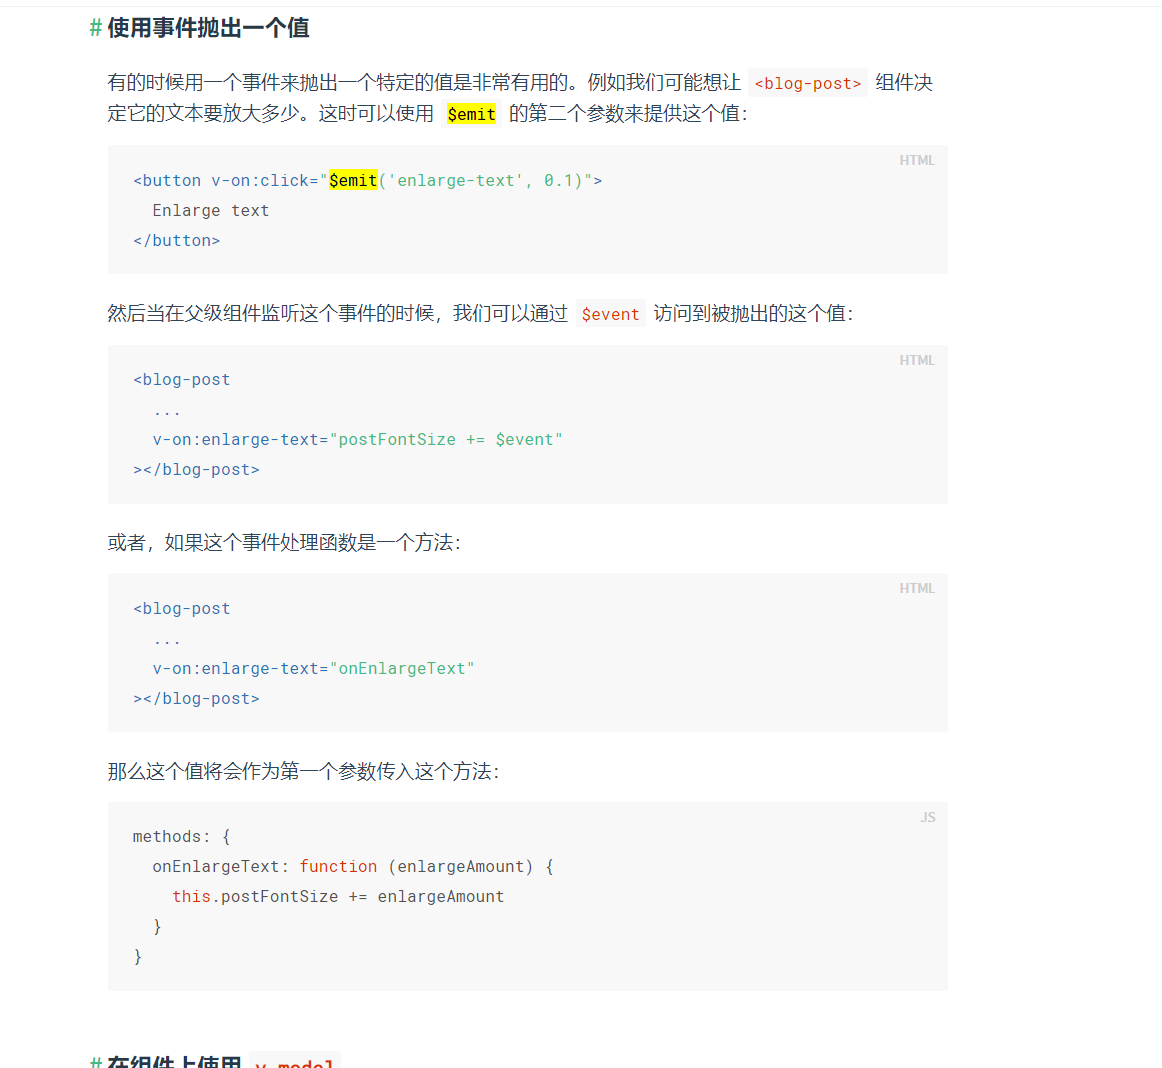 # 使用事件抛出一个值
有的时候用一个事件来抛出一个特定的值是非常有用的。例如我们可能想让 <blog-post> 组件决
定它的文本要放大多少。这时可以使用 $emit 的第二个参数来提供这个值：
HTML
<button v-on:click="$emit('enlarge-text', 0.1)">
Enlarge text
</button>
然后当在父级组件监听这个事件的时候，我们可以通过 $event 访问到被抛出的这个值：
HTML
<blog-post
...
v-on:enlarge-text="postFontSize += $event"
></blog-post>
或者，如果这个事件处理函数是一个方法：
HTML
<blog-post
...
v-on:enlarge-text="onEnlargeText"
></blog-post>
那么这个值将会作为第一个参数传入这个方法：
JS
methods: {
onEnlargeText: function (enlargeAmount) {
this.postFontSize += enlargeAmount
}
}
# 在组件上使用 v-model